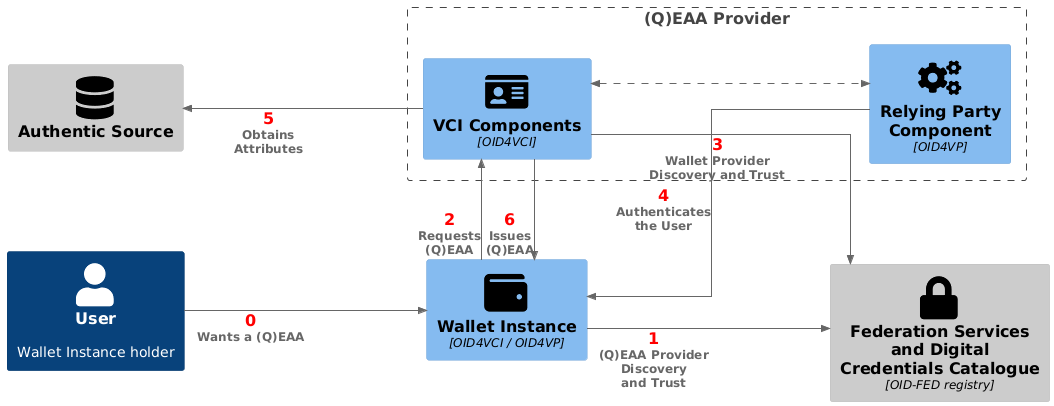 (Q)EAA Provider
Authentic Source
VCI Components
[OID4VCI]
Relying Party
Component
[OID4VP]
5
Obtains
Attributes
3
Wallet Provider
Discovery and Trust
4
Authenticates
the User
2
Requests
(Q)EAA
6
Issues
(Q)EAA
User
Wallet Instance holder
0
Wants a (Q)EAA
Wallet Instance
[OID4VCI / OID4VP]
1
(Q)EAA Provider
Discovery
and Trust
Federation Services
and Digital
Credentials Catalogue
[OID-FED registry]